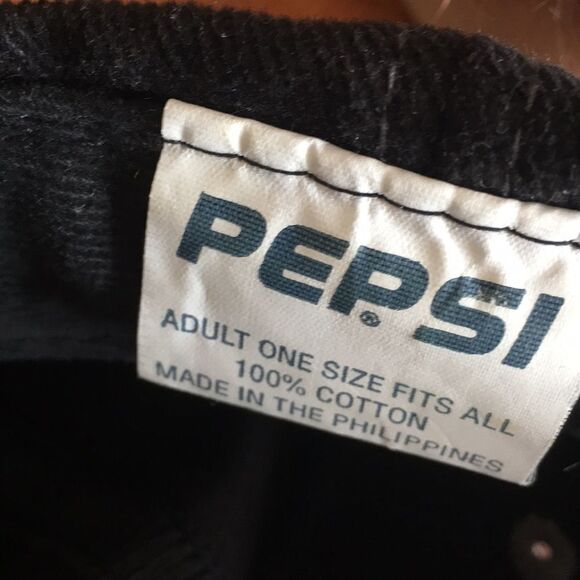 PEPSI®
ADULT ONE SIZE FITS ALL
100% COTTON
MADE IN THE PHILIPPINES